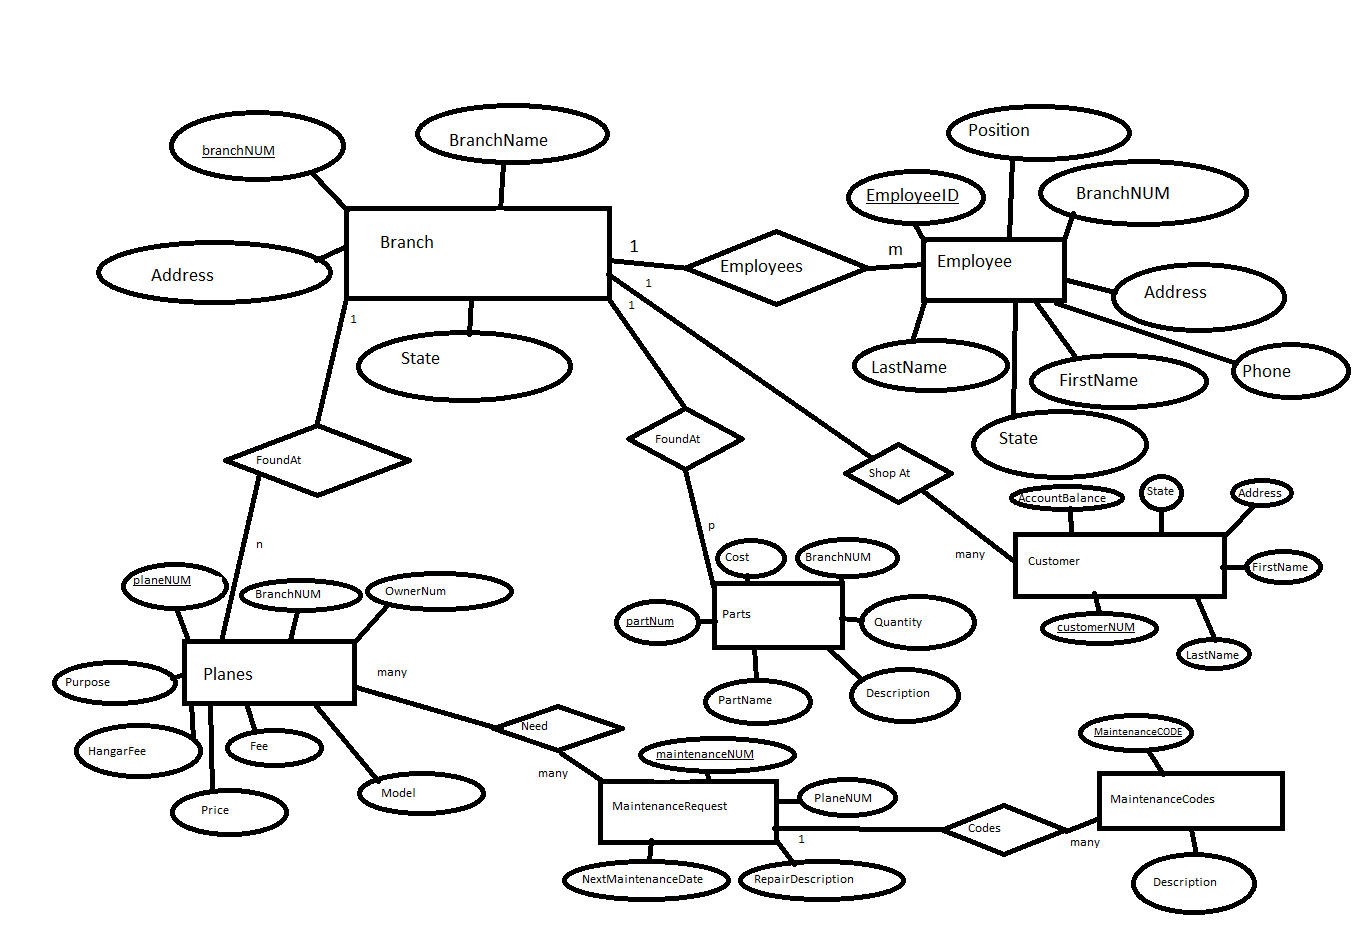 Position
BranchName
branchNUM
BranchNUM
EmployeeID
Branch
1
m
Employees
Employee
Address
1
Address
1
1
State
LastName
FirstName
Phone
State
FoundAt
FoundAt
Shop At
AccountBalance
State
Address
p
n
many
Cost
BranchNUM
Customer
FirstName
planeNUM
BranchNUM
OwnerNum
partNum
Parts
Quantity
customerNUM
LastName
Planes
many
Purpose
PartName
Description
Need
MaintenanceCODE
HangarFee
Fee
maintenanceNUM
many
Model
PlaneNUM
MaintenanceRequest
MaintenanceCodes
Price
Codes
1
many
NextMaintenanceDate
RepairDescription
Description